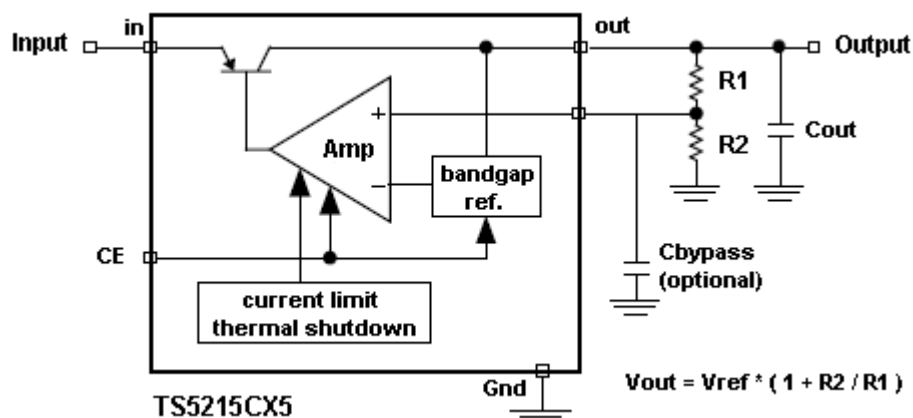 in
out
Input
Output
R1
+
Amp
R2
Cout
bandgap
ref.
−
CE
Cbypass
(optional)
current limit
thermal shutdown
Gnd
Vout = Vref * ( 1 + R2 / R1 )
TS5215CX5